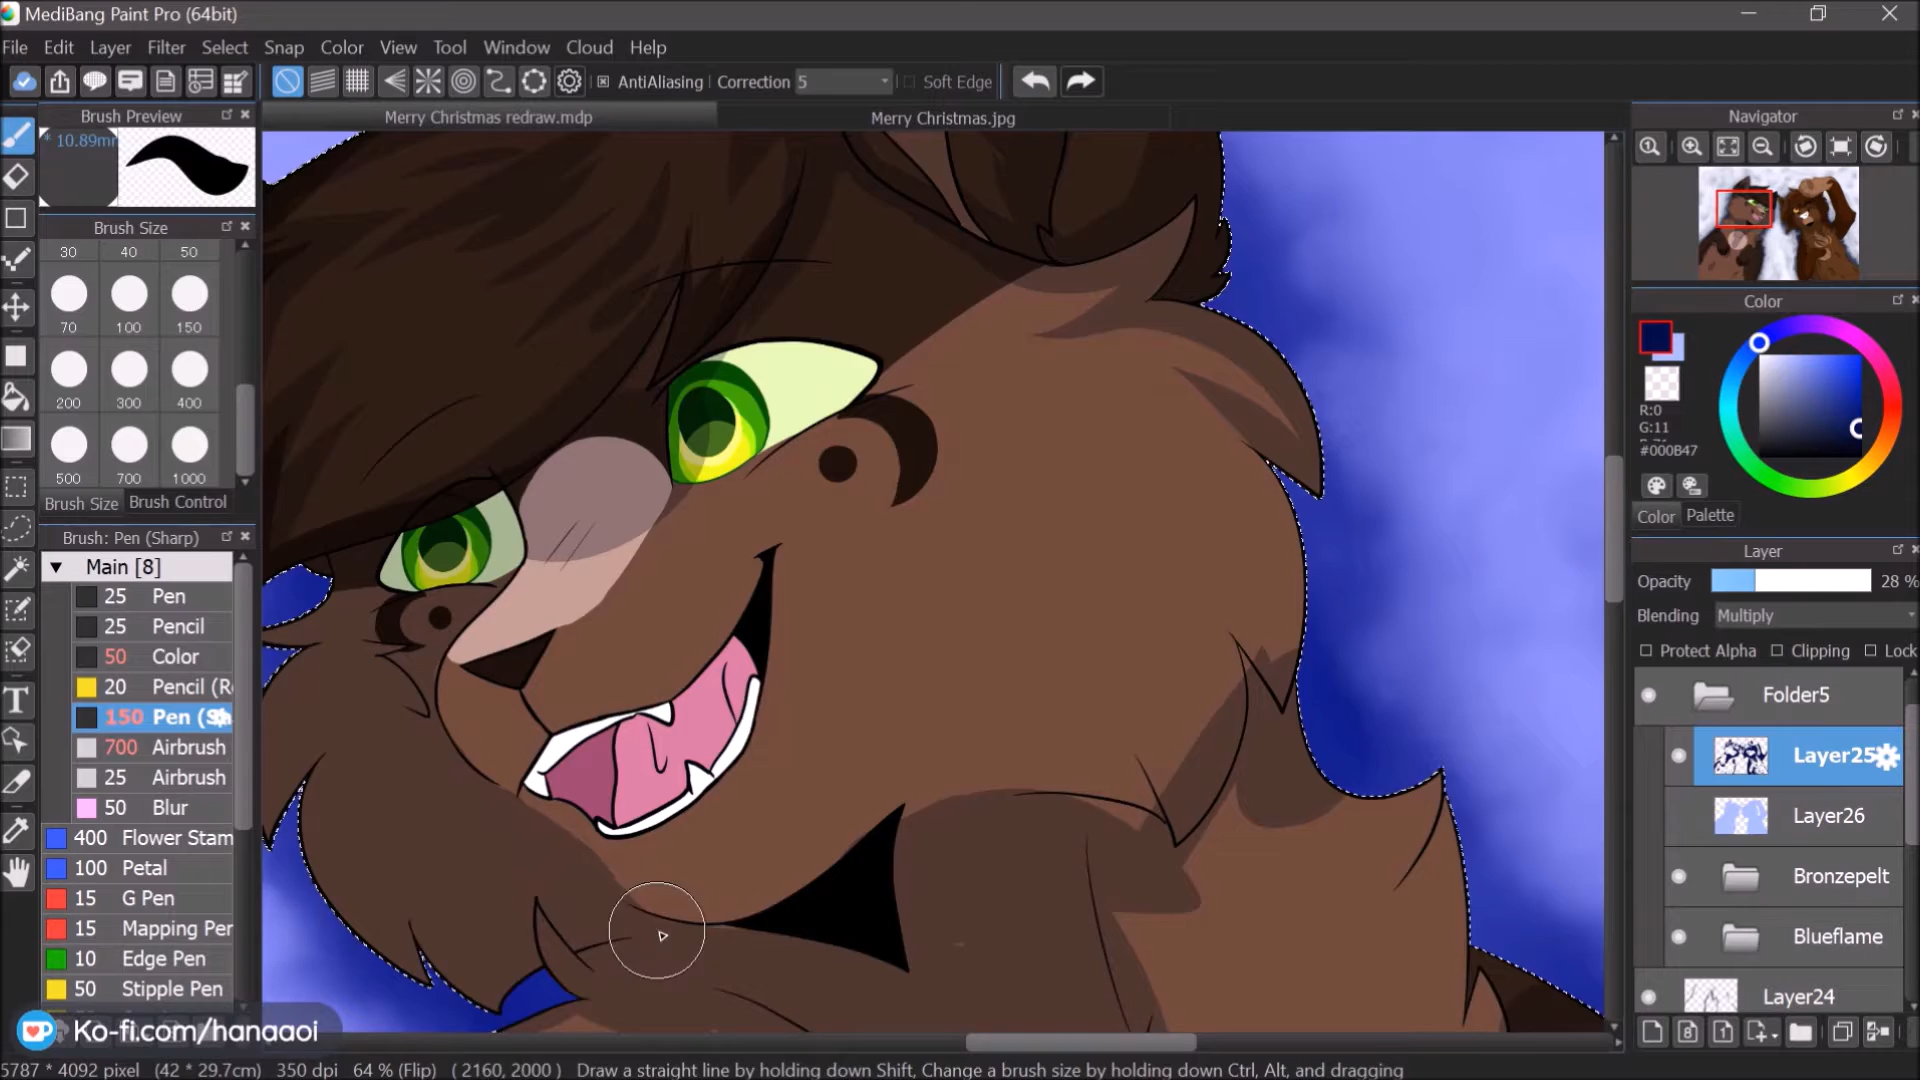 MediBang Paint Pro (64bit)
File Edit Layer Filter Select Snap Color View Tool Window Cloud Help
AntiAliasing Correction 5 Soft Edge
Brush Preview
* 10.89m
Merry Christmas redraw.mdp Merry Christmas.jpg
Navigator
Brush Size
30 40 50
70 100 150
200 300 400
500 700 1000
Brush Size Brush Control
Brush: Pen (Sharp)
Main [8]
25 Pen
25 Pencil
50 Color
20 Pencil (R
150 Pen (Sh
700 Airbrush
25 Airbrush
50 Blur
400 Flower Stam
100 Petal
15 G Pen
15 Mapping Per
10 Edge Pen
50 Stipple Pen
Ko-fi.com/hanaaoi
Color
R:0
G:11
#000B47
Color Palette
Layer
Opacity 28 %
Blending Multiply
Protect Alpha Clipping Lock
Folder5
Layer25
Layer26
Bronzepelt
Blueflame
Layer24
5787 * 4092 pixel (42 * 29.7cm) 350 dpi 64 % (Flip) ( 2160, 2000 ) Draw a straight line by holding down Shift, Change a brush size by holding down Ctrl, Alt, and dragging